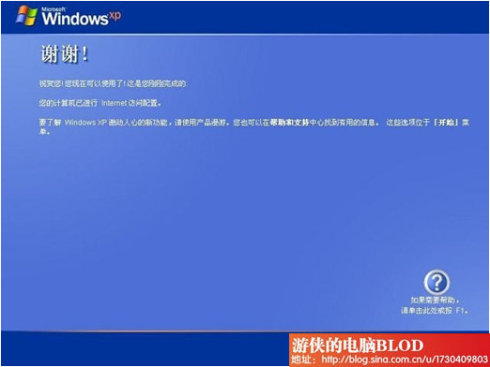 Microsoft
Windows xp
谢谢!
祝贺您!您现在可以使用了!这是您刚刚完成的:
您的计算机已进行 Internet 访问配置。
要了解 Windows XP 激动人心的新功能，请使用产品漫游。您也可以在帮助和支持中心找到有用的信息。 这些选项位于「开始」菜
单。
如果需要帮助，
请单击此处或按 F1。
游侠的电脑BLOD
地址：http://blog.sina.com.cn/u/1730409803